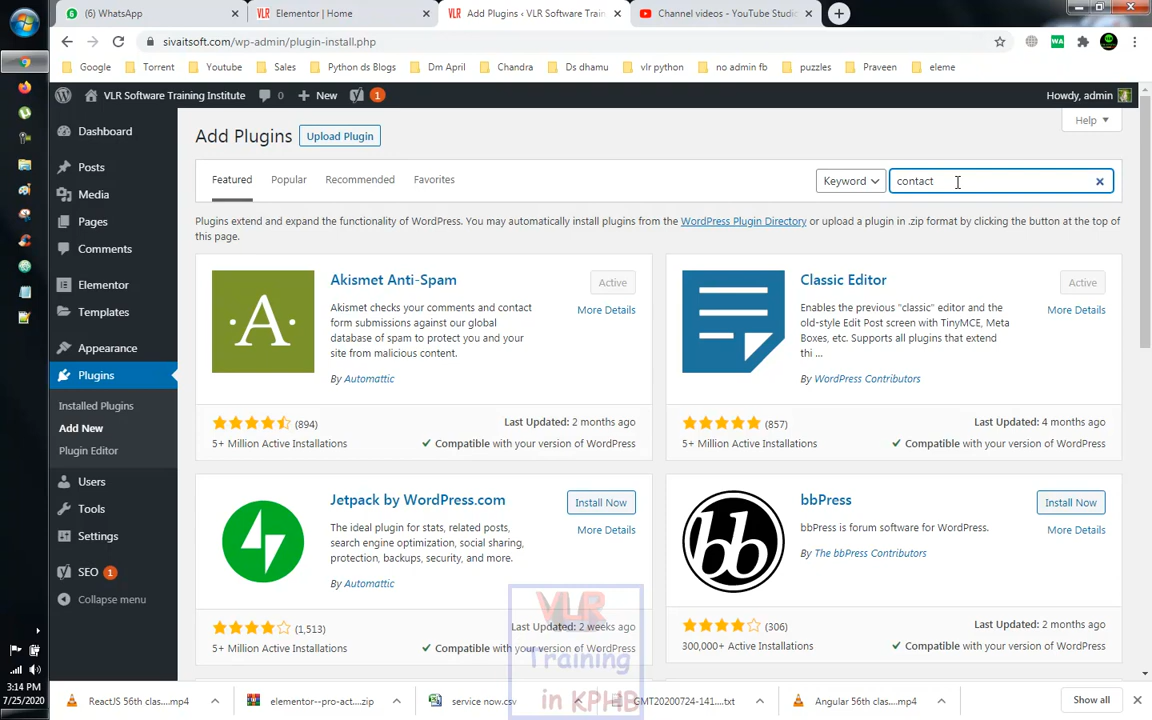 (6) WhatsApp
Elementor | Home
Add Plugins ‹ VLR Software Train
Channel videos - YouTube Studio
sivaitsoft.com/wp-admin/plugin-install.php
WA
Google
Torrent
Youtube
Sales
Python ds Blogs
Dm April
Chandra
Ds dhamu
vlr python
no admin fb
puzzles
Praveen
eleme
VLR Software Training Institute
0
New
1
Howdy, admin
Help
Dashboard
Posts
Media
Pages
Comments
Elementor
Templates
Appearance
Plugins
Installed Plugins
Add New
Plugin Editor
Users
Tools
Settings
SEO 1
Collapse menu
Add Plugins
Upload Plugin
Featured
Popular
Recommended
Favorites
Keyword
contact
Plugins extend and expand the functionality of WordPress. You may automatically install plugins from the WordPress Plugin Directory or upload a plugin in .zip format by clicking the button at the top of
this page.
Akismet Anti-Spam
Active
More Details
Akismet checks your comments and contact
form submissions against our global
database of spam to protect you and your
site from malicious content.
By Automattic
(894)
5+ Million Active Installations
Last Updated: 2 months ago
Compatible with your version of WordPress
Classic Editor
Active
More Details
Enables the previous "classic" editor and the
old-style Edit Post screen with TinyMCE, Meta
Boxes, etc. Supports all plugins that extend
thi ...
By WordPress Contributors
(857)
5+ Million Active Installations
Last Updated: 4 months ago
Compatible with your version of WordPress
Jetpack by WordPress.com
Install Now
More Details
The ideal plugin for stats, related posts,
search engine optimization, social sharing,
protection, backups, security, and more.
By Automattic
(1,513)
5+ Million Active Installations
Last Updated: 2 weeks ago
Compatible with your version of WordPress
bbPress
Install Now
More Details
bbPress is forum software for WordPress.
By The bbPress Contributors
(306)
300,000+ Active Installations
Last Updated: 2 months ago
Compatible with your version of WordPress
VLR
Training
in KPHB
ReactJS 56th clas....mp4
elementor--pro-act....zip
service now.csv
GMT20200724-141....txt
Angular 56th clas....mp4
Show all
3:14 PM
7/25/2020